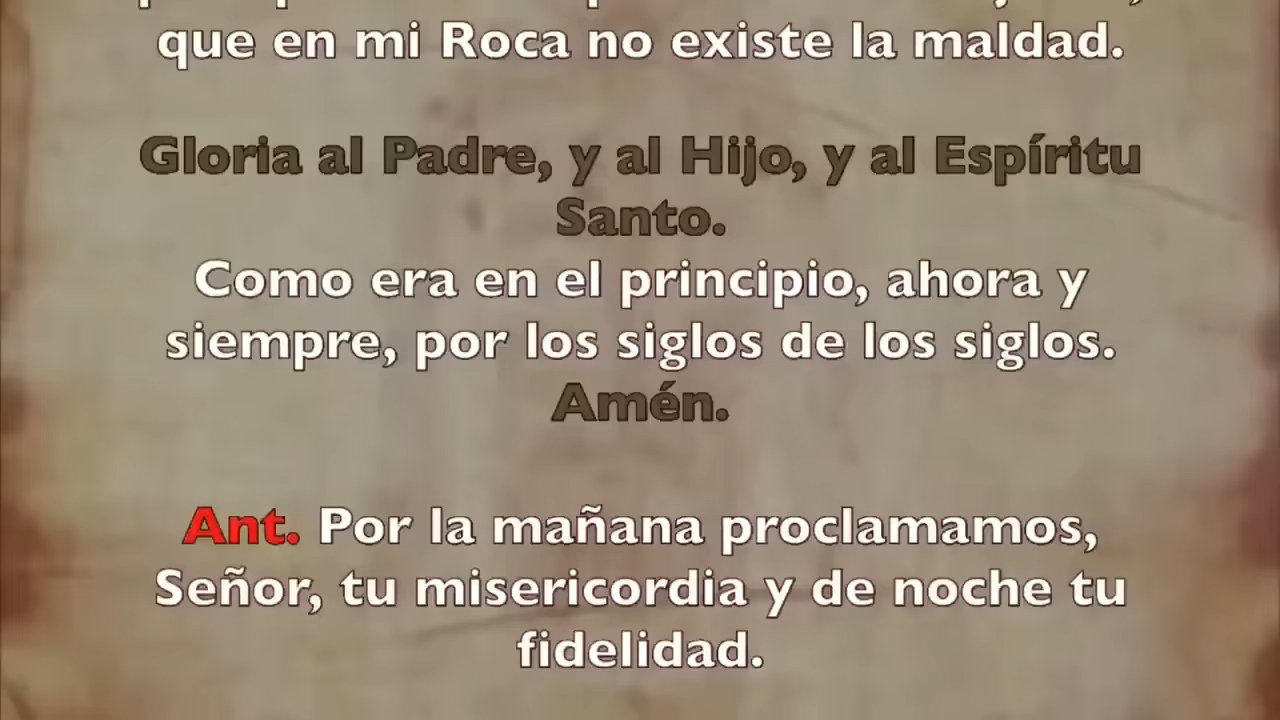 que en mi Roca no existe la maldad.
Gloria al Padre, y al Hijo, y al Espíritu
Santo.
Como era en el principio, ahora y
siempre, por los siglos de los siglos.
Amén.
Ant. Por la mañana proclamamos,
Señor, tu misericordia y de noche tu
fidelidad.